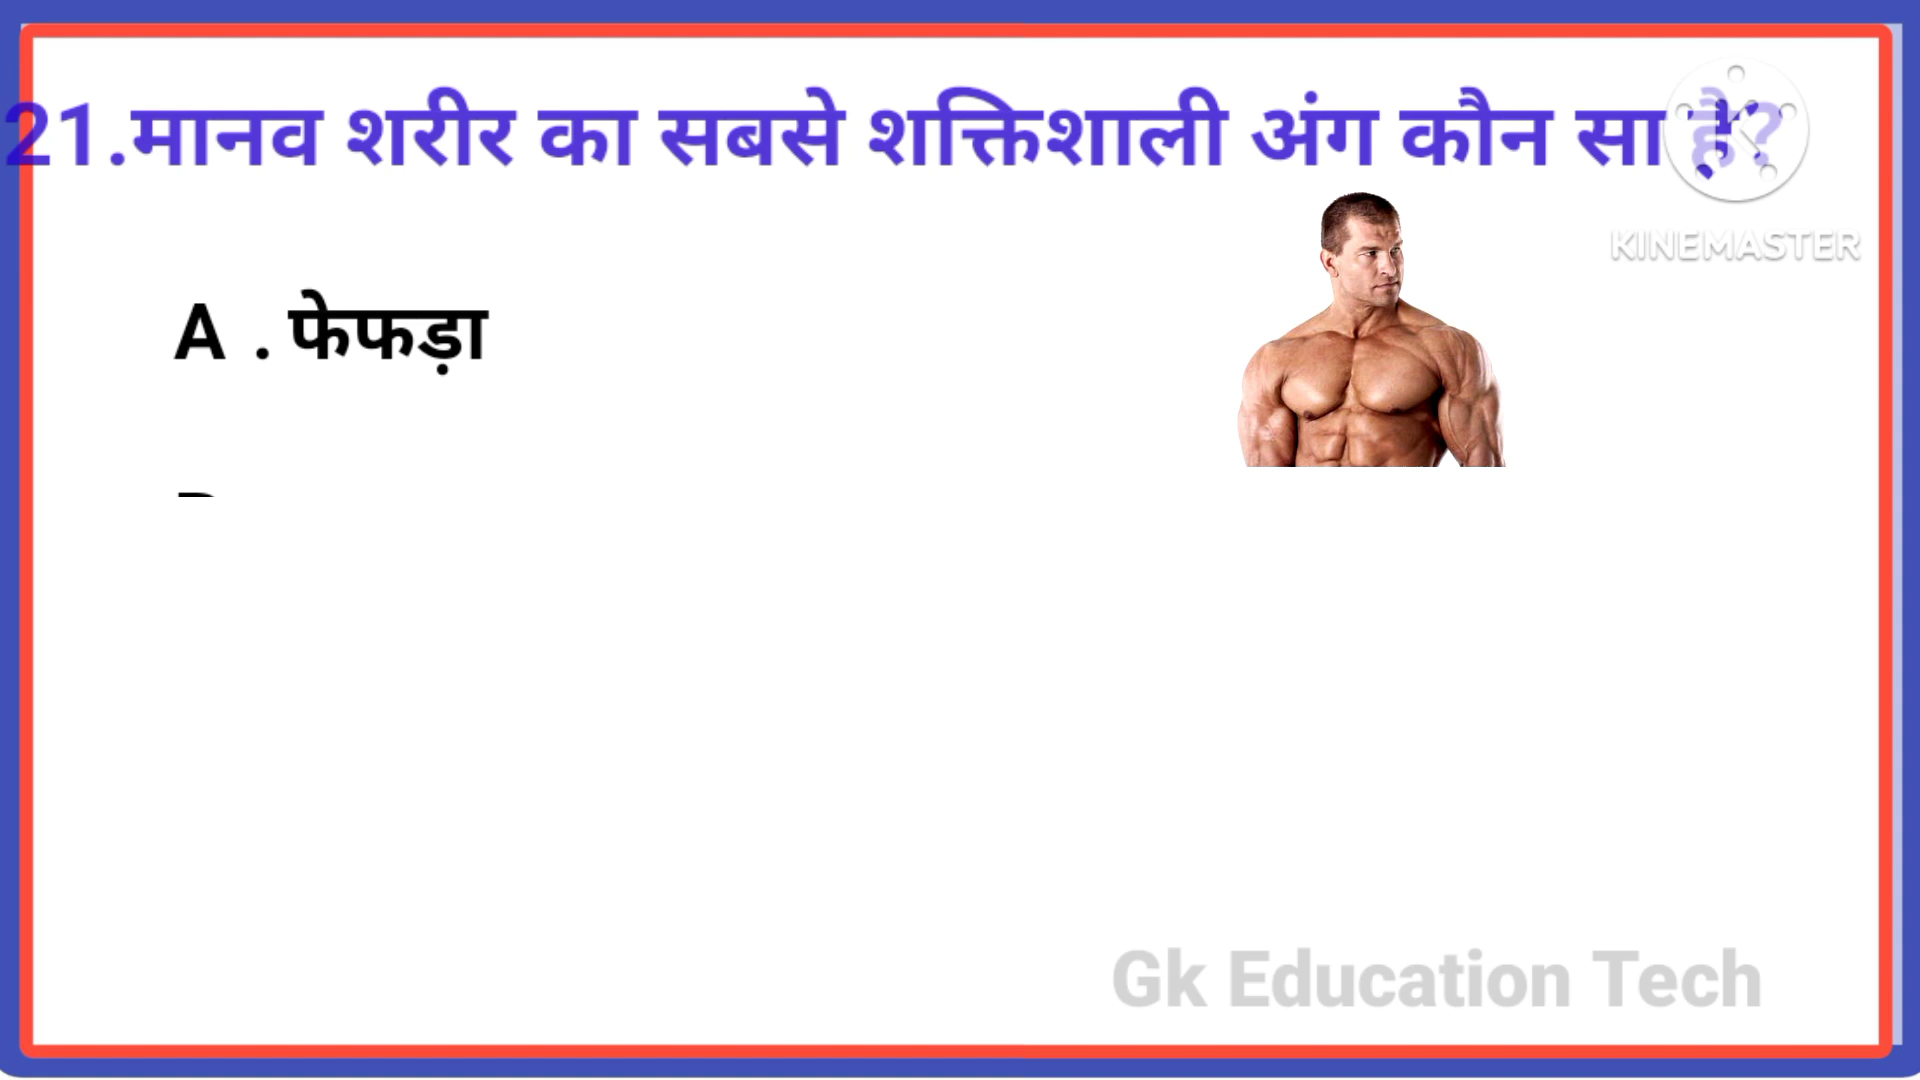 21.मानव शरीर का सबसे शक्तिशाली अंग कौन सा है?
KINEMASTER
A . फेफड़ा
Gk Education Tech